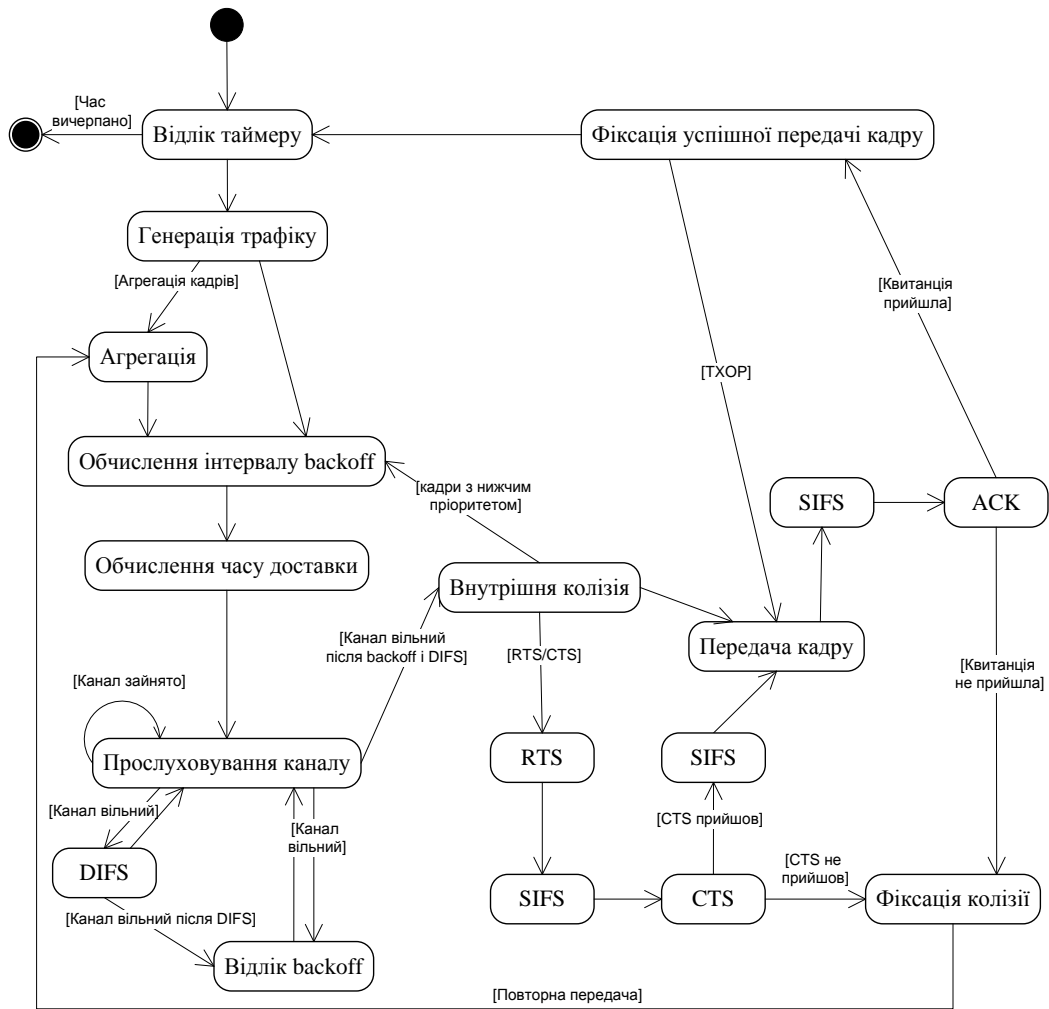 [Час
вичерпано]
Відлік таймеру
Фіксація успішної передачі кадру
Генерація трафіку
[Агрегація кадрів]
[Квитанція
прийшла]
Агрегація
[TXOP]
Обчислення інтервалу backoff
[кадри з нижчим
пріоритетом]
SIFS
ACK
Обчислення часу доставки
Внутрішня колізія
[Канал вільний
після backoff і DIFS]
[RTS/CTS]
Передача кадру
[Квитанція
не прийшла]
[Канал зайнято]
Прослуховування каналу
RTS
SIFS
[Канал вільний]
[Канал
вільний]
[CTS прийшов]
DIFS
[CTS не
прийшов]
SIFS
CTS
Фіксація колізії
[Канал вільний після DIFS]
Відлік backoff
[Повторна передача]